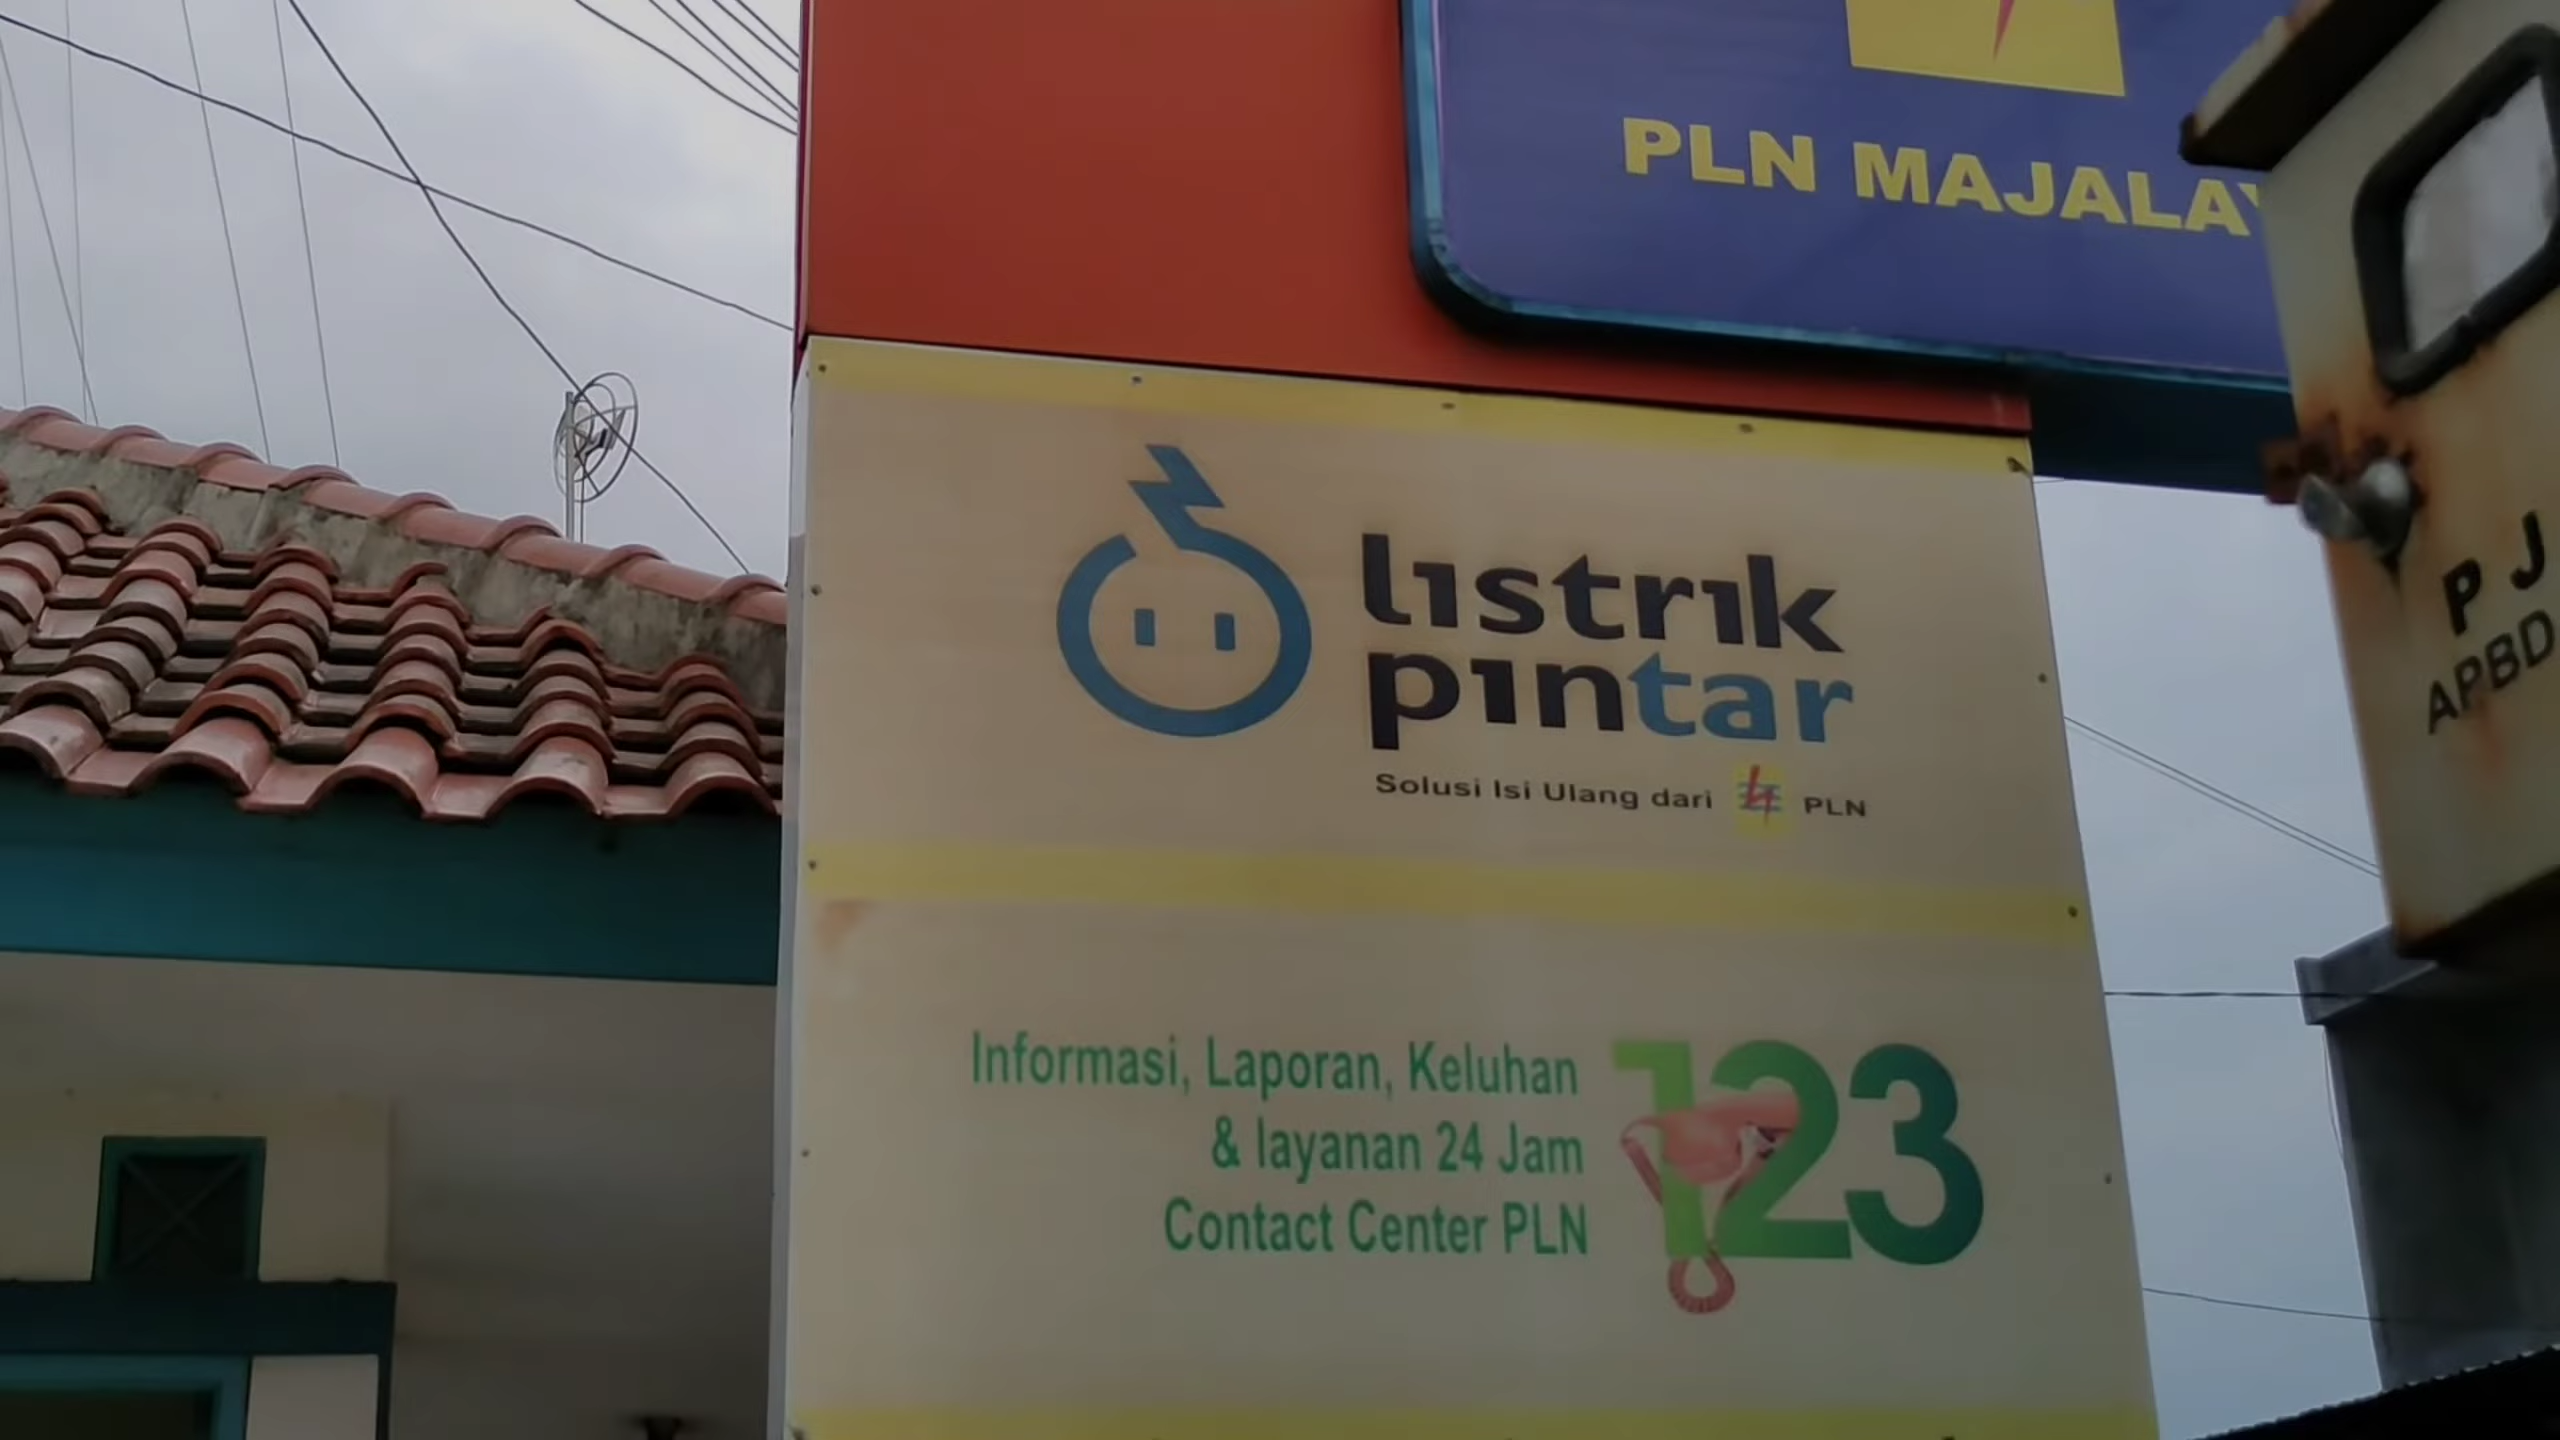 PLN MAJALAY
listrik
pintar
Solusi Isi Ulang dari PLN
Informasi, Laporan, Keluhan
& layanan 24 Jam
Contact Center PLN
123
P J
APBD